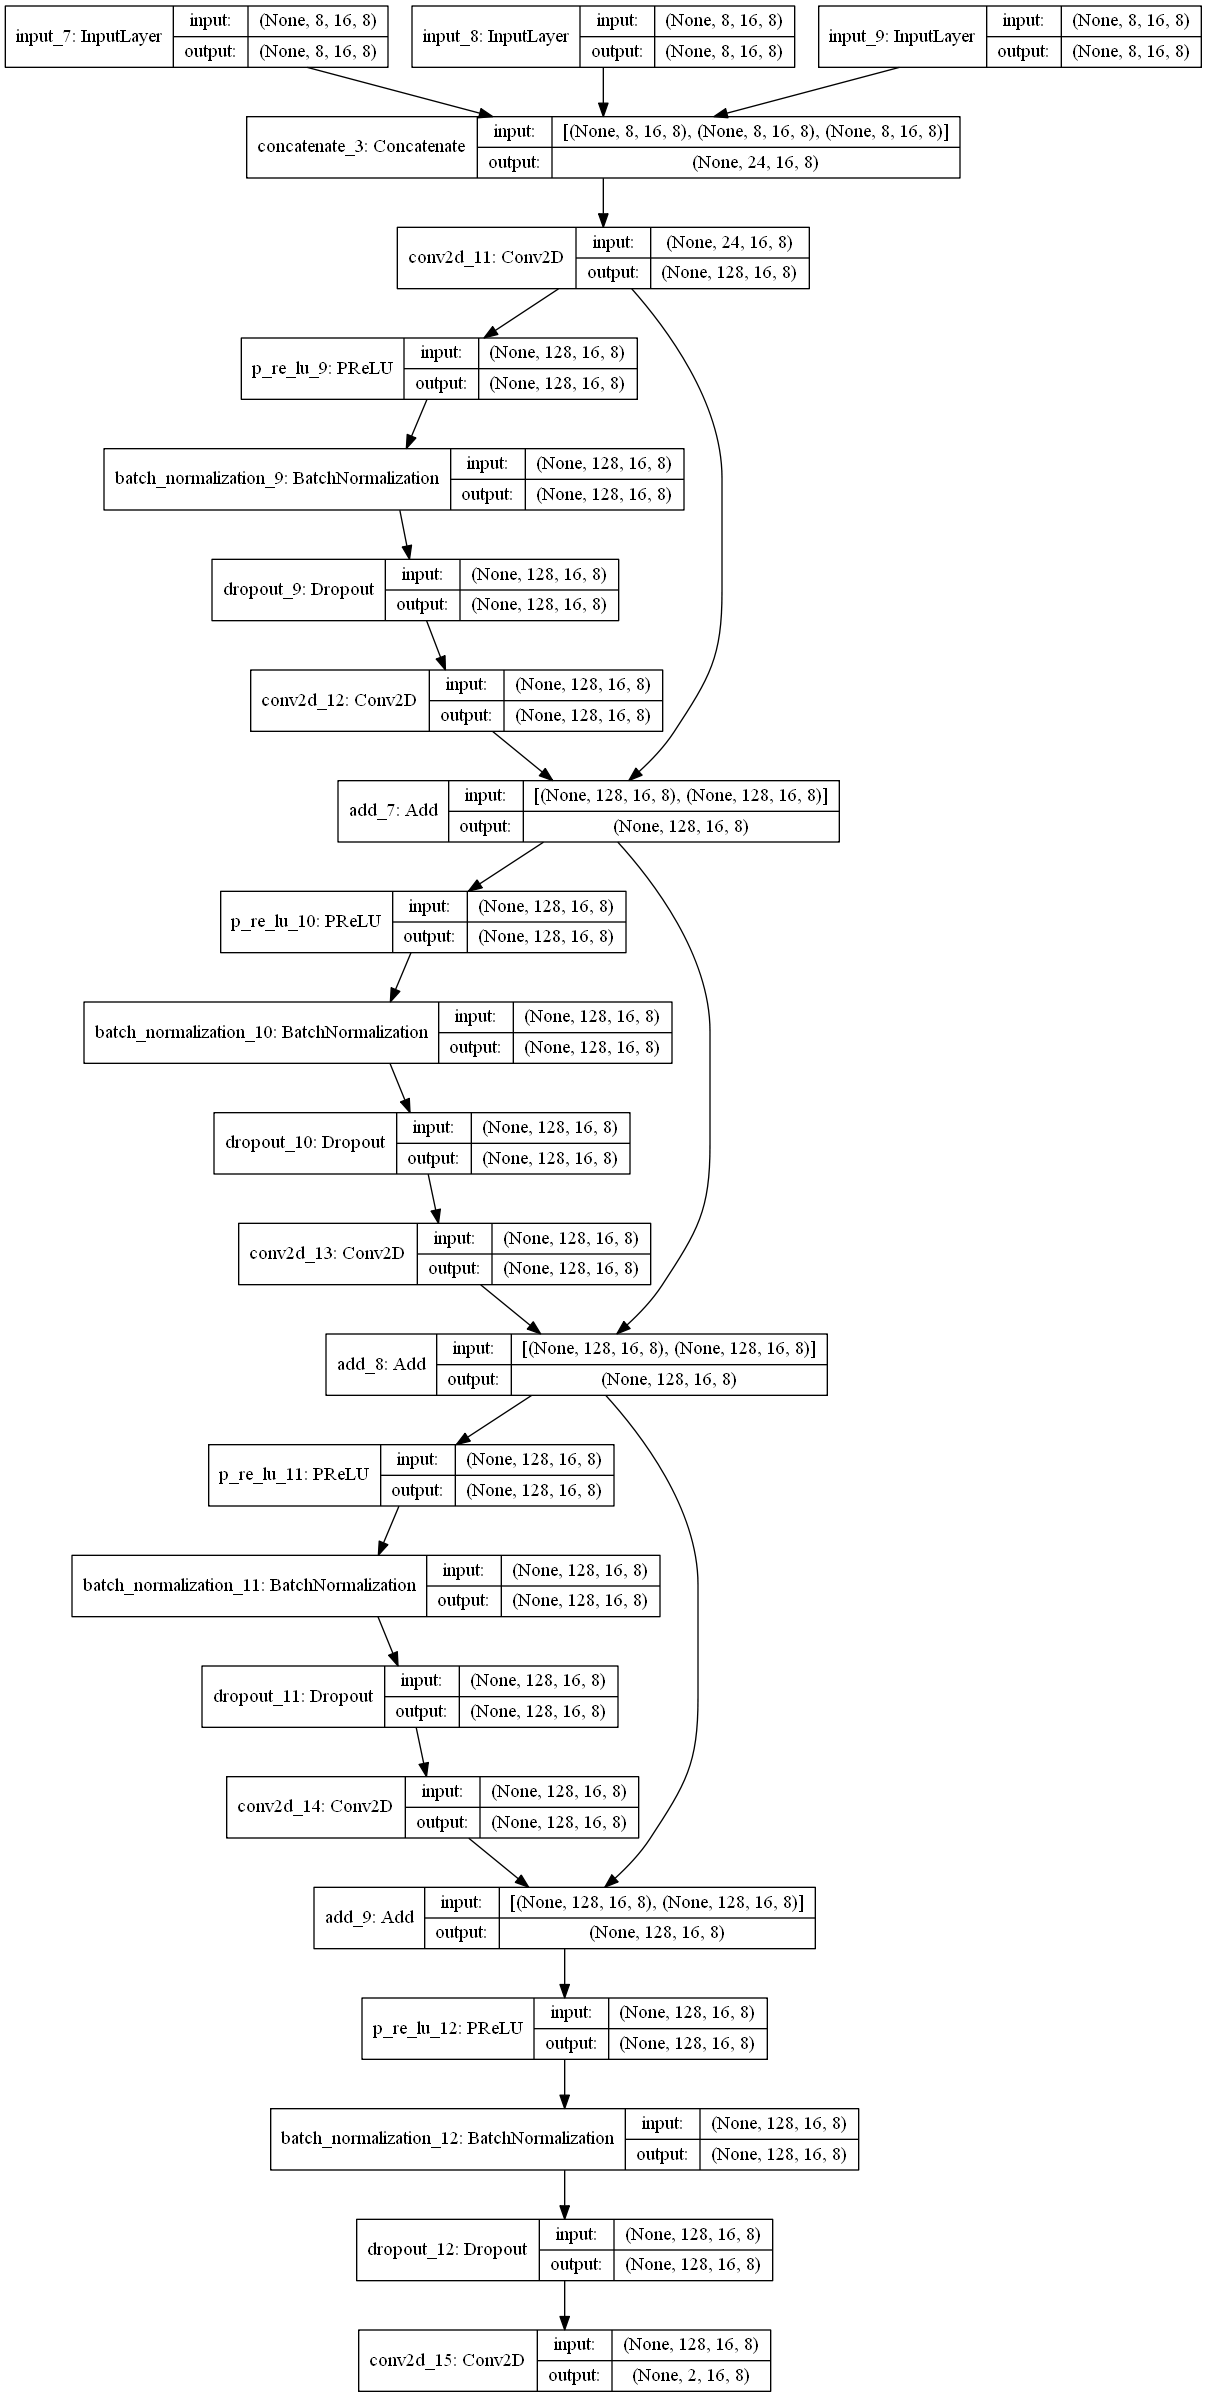 input_7: InputLayer
input: (None, 8, 16, 8)
output: (None, 8, 16, 8)
input_8: InputLayer
input: (None, 8, 16, 8)
output: (None, 8, 16, 8)
input_9: InputLayer
input: (None, 8, 16, 8)
output: (None, 8, 16, 8)
concatenate_3: Concatenate
input: [(None, 8, 16, 8), (None, 8, 16, 8), (None, 8, 16, 8)]
output: (None, 24, 16, 8)
conv2d_11: Conv2D
input: (None, 24, 16, 8)
output: (None, 128, 16, 8)
p_re_lu_9: PReLU
input: (None, 128, 16, 8)
output: (None, 128, 16, 8)
batch_normalization_9: BatchNormalization
input: (None, 128, 16, 8)
output: (None, 128, 16, 8)
dropout_9: Dropout
input: (None, 128, 16, 8)
output: (None, 128, 16, 8)
conv2d_12: Conv2D
input: (None, 128, 16, 8)
output: (None, 128, 16, 8)
add_7: Add
input: [(None, 128, 16, 8), (None, 128, 16, 8)]
output: (None, 128, 16, 8)
p_re_lu_10: PReLU
input: (None, 128, 16, 8)
output: (None, 128, 16, 8)
batch_normalization_10: BatchNormalization
input: (None, 128, 16, 8)
output: (None, 128, 16, 8)
dropout_10: Dropout
input: (None, 128, 16, 8)
output: (None, 128, 16, 8)
conv2d_13: Conv2D
input: (None, 128, 16, 8)
output: (None, 128, 16, 8)
add_8: Add
input: [(None, 128, 16, 8), (None, 128, 16, 8)]
output: (None, 128, 16, 8)
p_re_lu_11: PReLU
input: (None, 128, 16, 8)
output: (None, 128, 16, 8)
batch_normalization_11: BatchNormalization
input: (None, 128, 16, 8)
output: (None, 128, 16, 8)
dropout_11: Dropout
input: (None, 128, 16, 8)
output: (None, 128, 16, 8)
conv2d_14: Conv2D
input: (None, 128, 16, 8)
output: (None, 128, 16, 8)
add_9: Add
input: [(None, 128, 16, 8), (None, 128, 16, 8)]
output: (None, 128, 16, 8)
p_re_lu_12: PReLU
input: (None, 128, 16, 8)
output: (None, 128, 16, 8)
batch_normalization_12: BatchNormalization
input: (None, 128, 16, 8)
output: (None, 128, 16, 8)
dropout_12: Dropout
input: (None, 128, 16, 8)
output: (None, 128, 16, 8)
conv2d_15: Conv2D
input: (None, 128, 16, 8)
output: (None, 2, 16, 8)